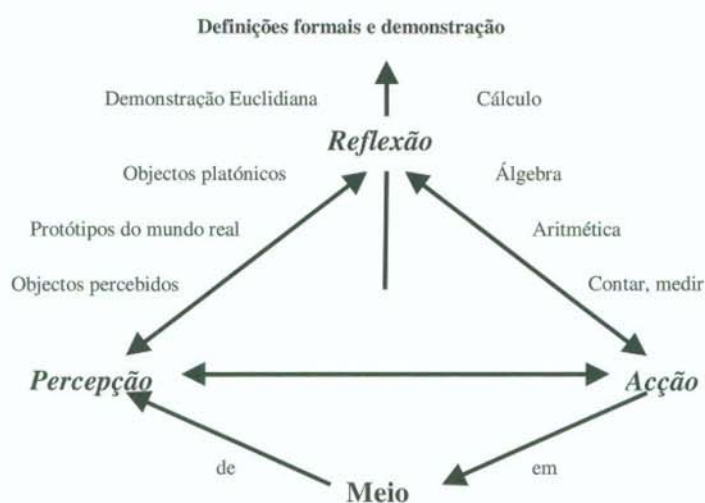 Definições formais e demonstração
Demonstração Euclidiana
Cálculo
Reflexão
Objectos platónicos
Álgebra
Protótipos do mundo real
Aritmética
Objectos percebidos
Contar, medir
Percepção
Acção
de
em
Meio